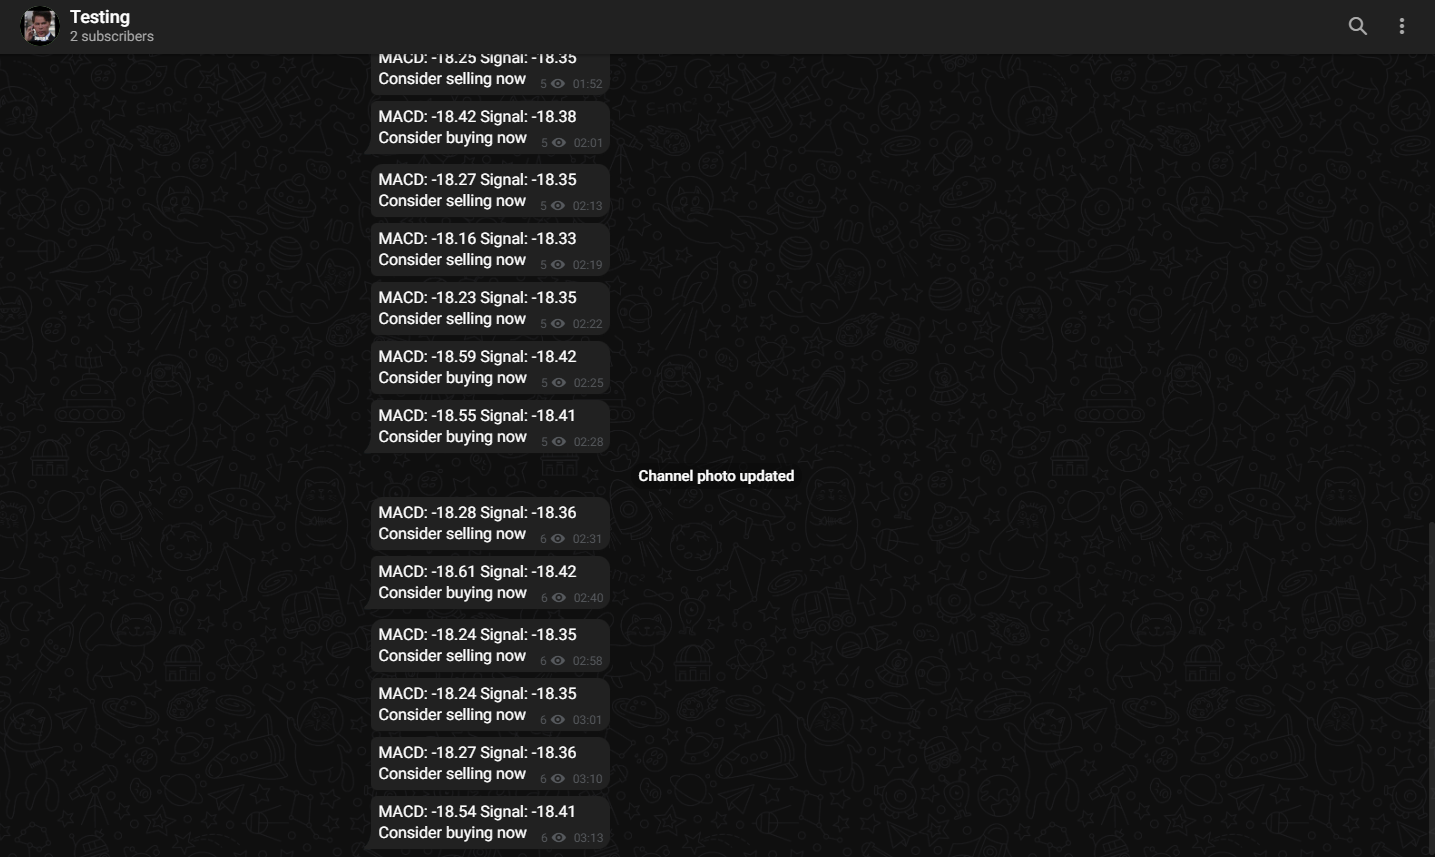 Testing
2 subscribers
MACD: -18.25 Signal: -18.35
Consider selling now 5 01:52
MACD: -18.42 Signal: -18.38
Consider buying now 5 02:01
MACD: -18.27 Signal: -18.35
Consider selling now 5 02:13
MACD: -18.16 Signal: -18.33
Consider selling now 5 02:19
MACD: -18.23 Signal: -18.35
Consider selling now 5 02:22
MACD: -18.59 Signal: -18.42
Consider buying now 5 02:25
MACD: -18.55 Signal: -18.41
Consider buying now 5 02:28
Channel photo updated
MACD: -18.28 Signal: -18.36
Consider selling now 6 02:31
MACD: -18.61 Signal: -18.42
Consider buying now 6 02:40
MACD: -18.24 Signal: -18.35
Consider selling now 6 02:58
MACD: -18.24 Signal: -18.35
Consider selling now 6 03:01
MACD: -18.27 Signal: -18.36
Consider selling now 6 03:10
MACD: -18.54 Signal: -18.41
Consider buying now 6 03:13